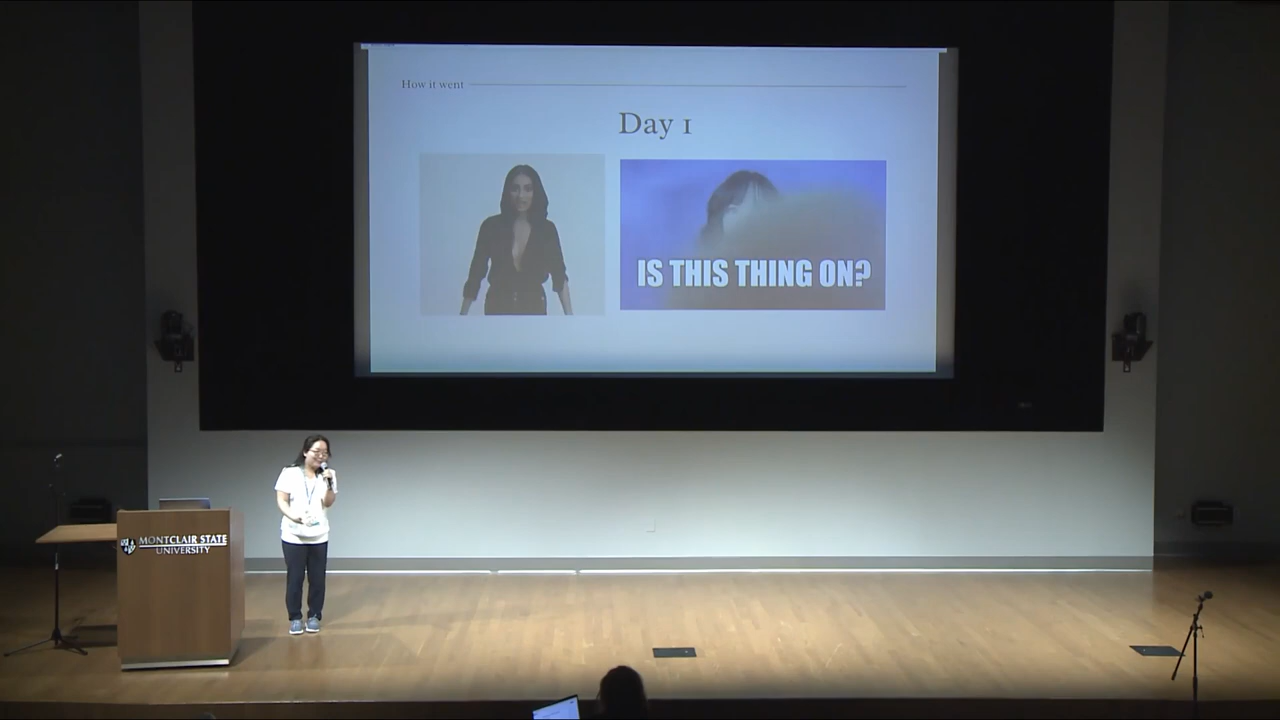 How it went
Day 1
IS THIS THING ON?
MONTCLAIR STATE
UNIVERSITY